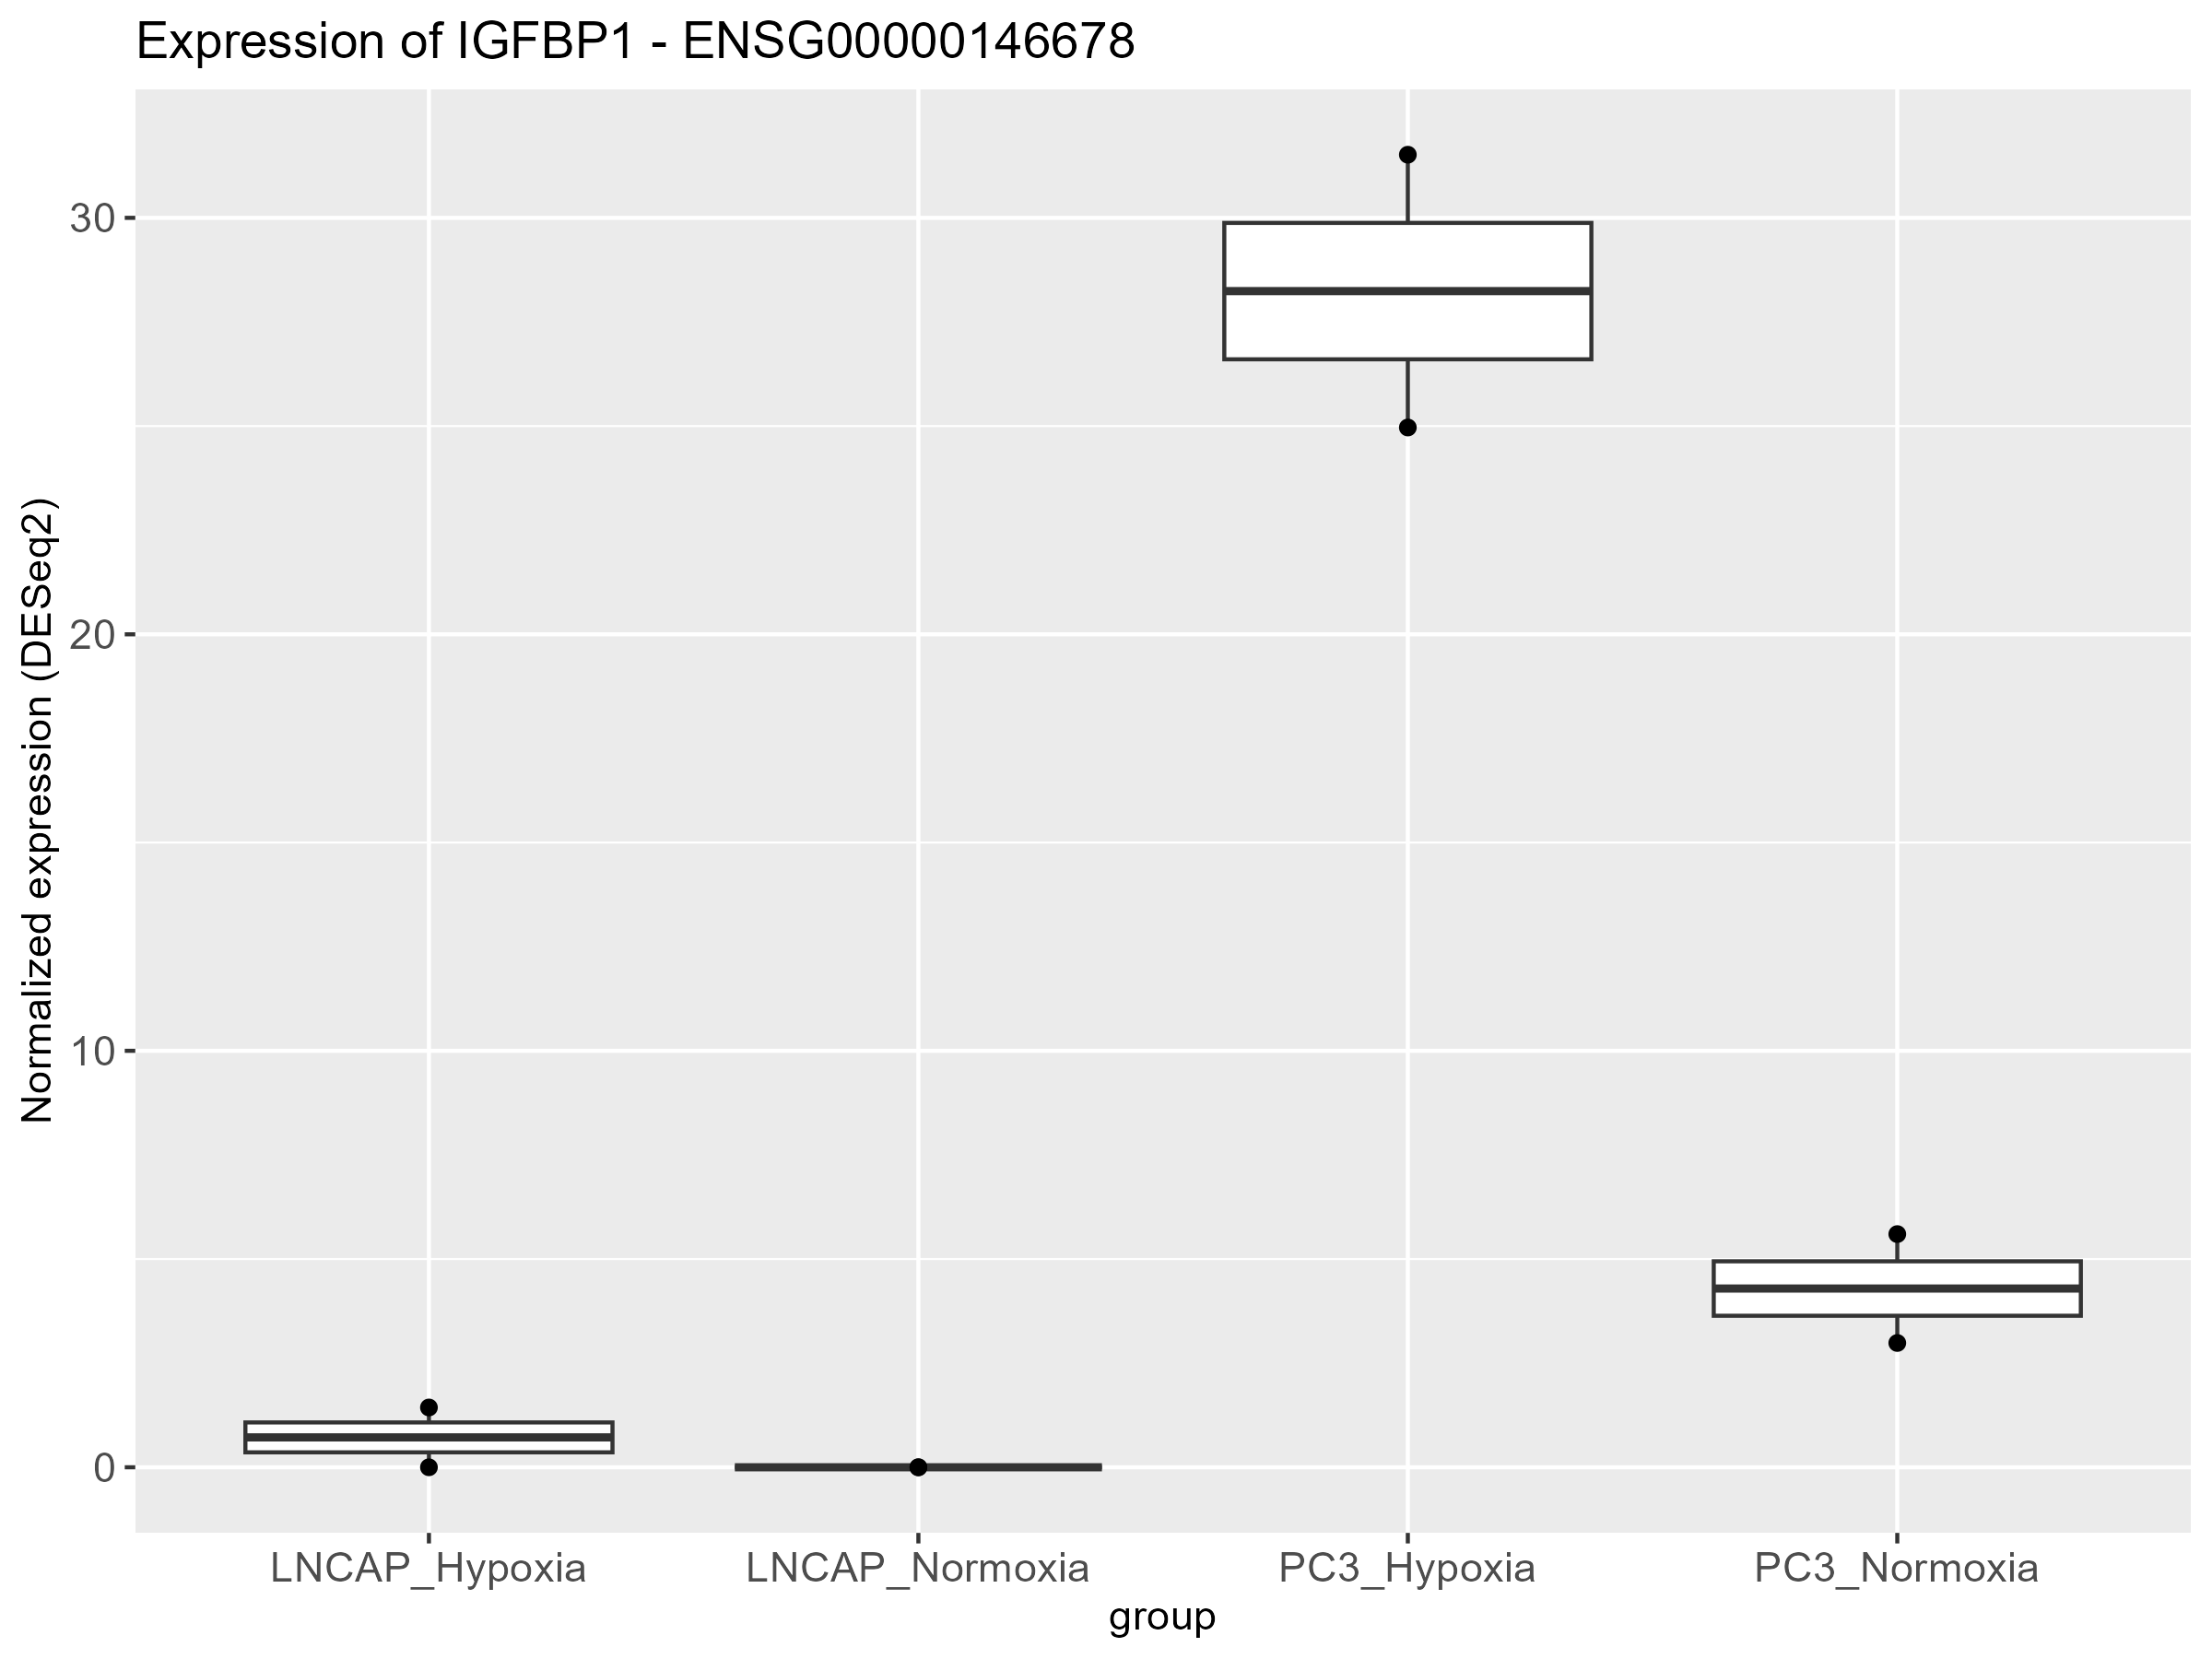 Expression of IGFBP1 - ENSG00000146678
Normalized expression (DESeq2)
30
20
10
0
LNCAP_Hypoxia LNCAP_Normoxia PC3_Hypoxia PC3_Normoxia
group